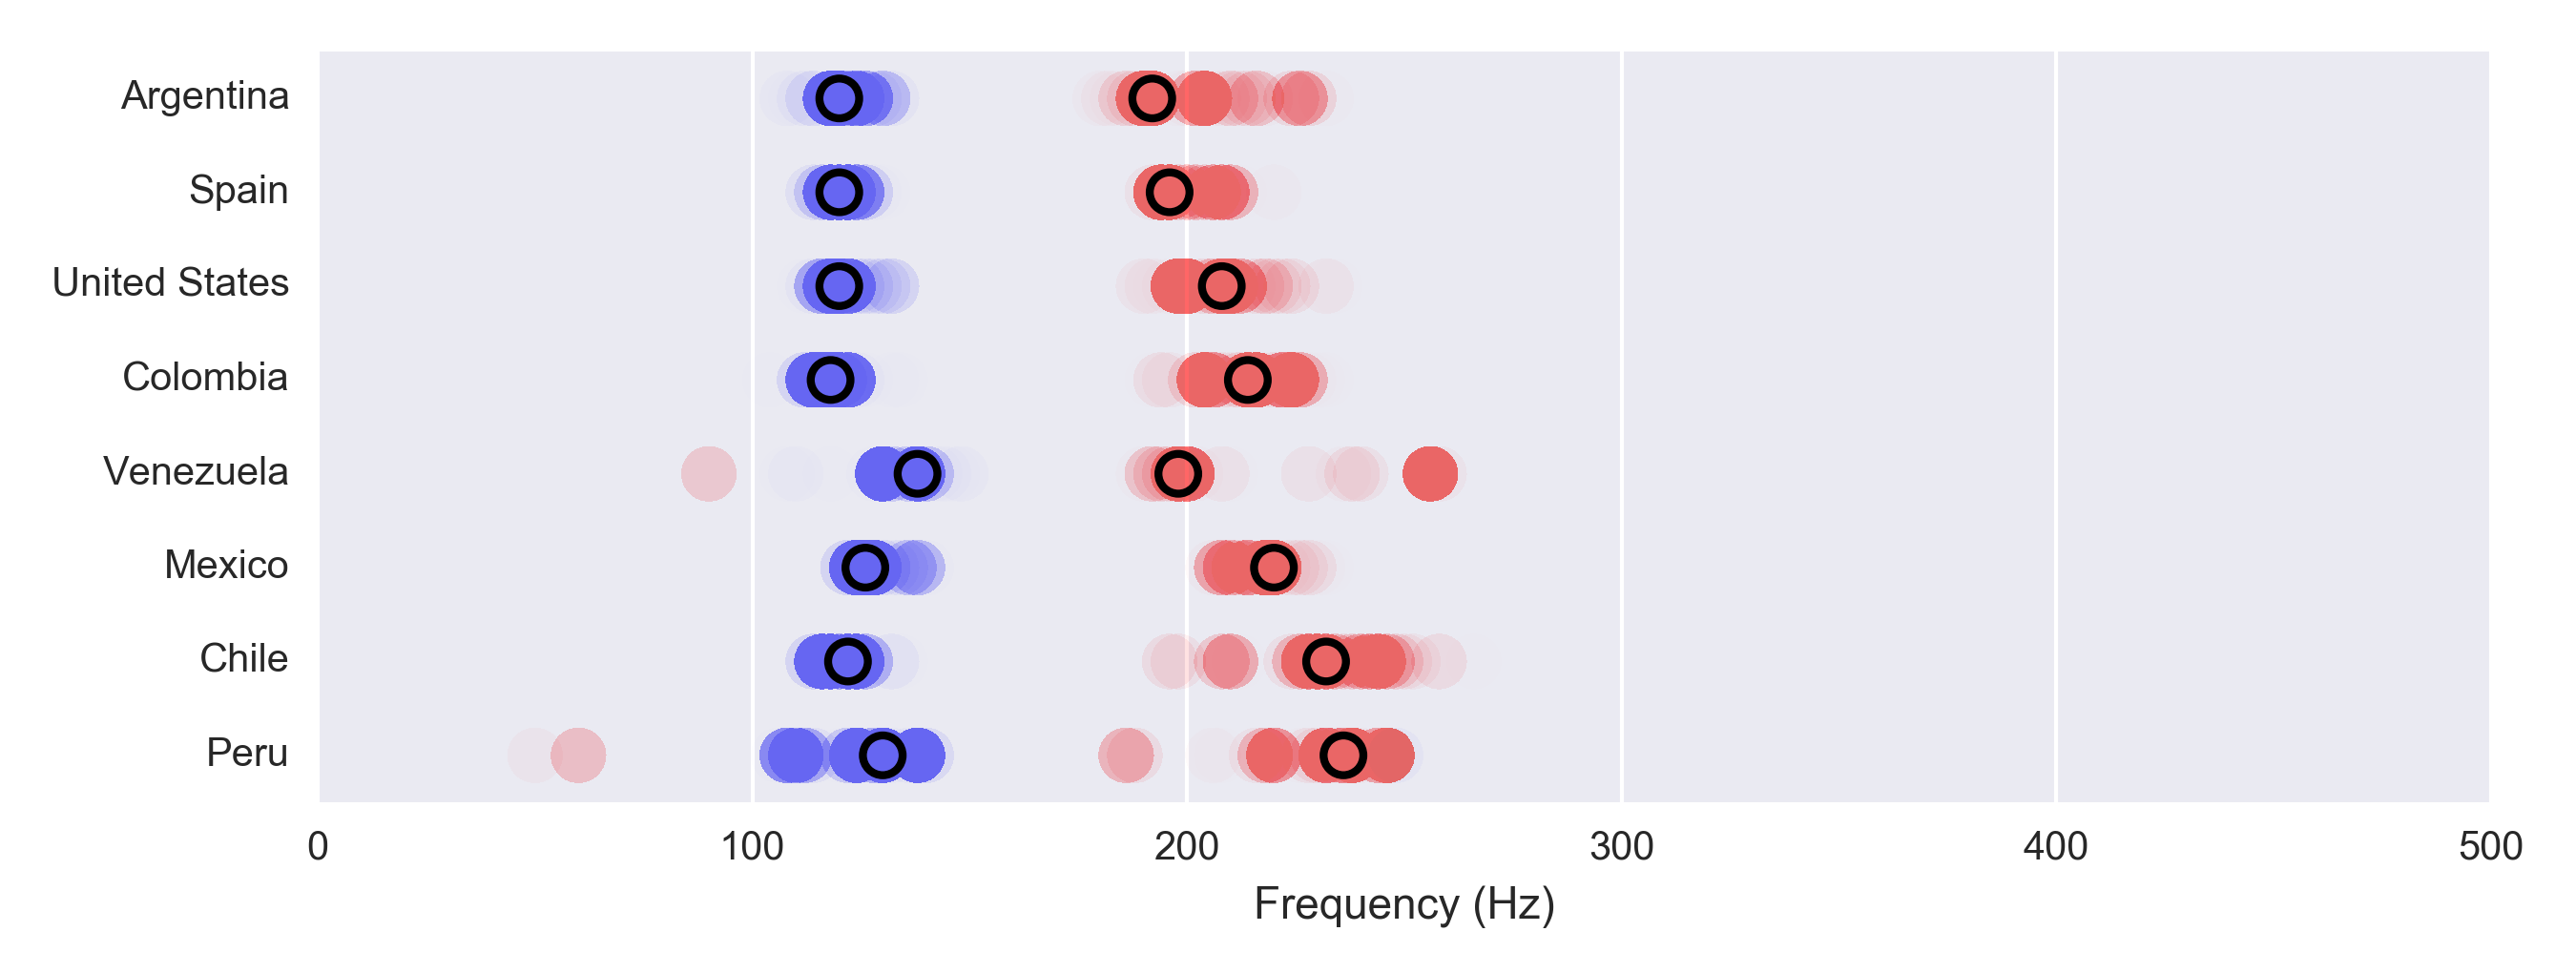 Argentina
Spain
United States
Colombia
Venezuela
Mexico
Chile
Peru
0 100 200 300 400 500
Frequency (Hz)